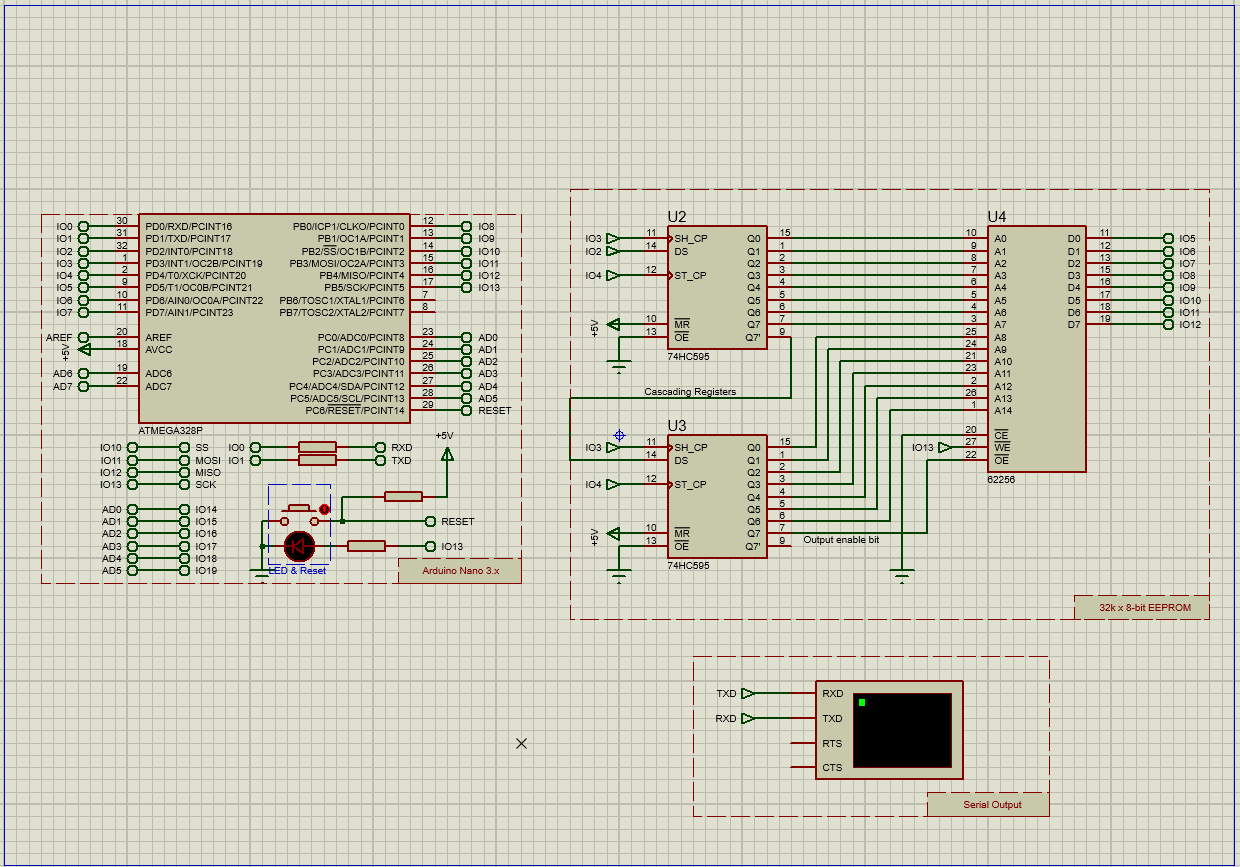 IO0 30 PD0/RXD/PCINT16 PB0/ICP1/CLKO/PCINT0 12 IO8
IO1 31 PD1/TXD/PCINT17 PB1/OC1A/PCINT1 13 IO9
IO2 32 PD2/INT0/PCINT18 PB2/SS/OC1B/PCINT2 14 IO10
IO3 1 PD3/INT1/OC2B/PCINT19 PB3/MOSI/OC2A/PCINT3 15 IO11
IO4 2 PD4/T0/XCK/PCINT20 PB4/MISO/PCINT4 16 IO12
IO5 9 PD5/T1/OC0B/PCINT21 PB5/SCK/PCINT5 17 IO13
IO6 10 PD6/AIN0/OC0A/PCINT22 PB6/TOSC1/XTAL1/PCINT6 7
IO7 11 PD7/AIN1/PCINT23 PB7/TOSC2/XTAL2/PCINT7 8
AREF 20 AREF PC0/ADC0/PCINT8 23 AD0
+5V 18 AVCC PC1/ADC1/PCINT9 24 AD1
PC2/ADC2/PCINT10 25 AD2
AD6 19 ADC6 PC3/ADC3/PCINT11 26 AD3
AD7 22 ADC7 PC4/ADC4/SDA/PCINT12 27 AD4
PC5/ADC5/SCL/PCINT13 28 AD5
PC6/RESET/PCINT14 29 RESET
ATMEGA328P
IO10 SS IO0 RXD
IO11 MOSI IO1 TXD
IO12 MISO
IO13 SCK
+5V
AD0 IO14
AD1 IO15 RESET
AD2 IO16
AD3 IO17 IO13
AD4 IO18
AD5 IO19
LED & Reset
Arduino Nano 3.x
U2
IO3 11 SH_CP Q0 15
IO2 14 DS Q1 1
Q2 2
IO4 12 ST_CP Q3 3
Q4 4
Q5 5
Q6 6
+5V 10 MR Q7 7
13 OE Q7' 9
74HC595
Cascading Registers
U3
IO3 11 SH_CP Q0 15
14 DS Q1 1
Q2 2
IO4 12 ST_CP Q3 3
Q4 4
Q5 5
Q6 6
+5V 10 MR Q7 7
13 OE Q7' 9
Output enable bit
74HC595
U4
10 A0 D0 11 IO5
9 A1 D1 12 IO6
8 A2 D2 13 IO7
7 A3 D3 15 IO8
6 A4 D4 16 IO9
5 A5 D5 17 IO10
4 A6 D6 18 IO11
3 A7 D7 19 IO12
25 A8
24 A9
21 A10
23 A11
2 A12
26 A13
1 A14
20 CE
IO13 27 WE
22 OE
62256
32k x 8-bit EEPROM
TXD RXD
RXD TXD
RTS
CTS
Serial Output